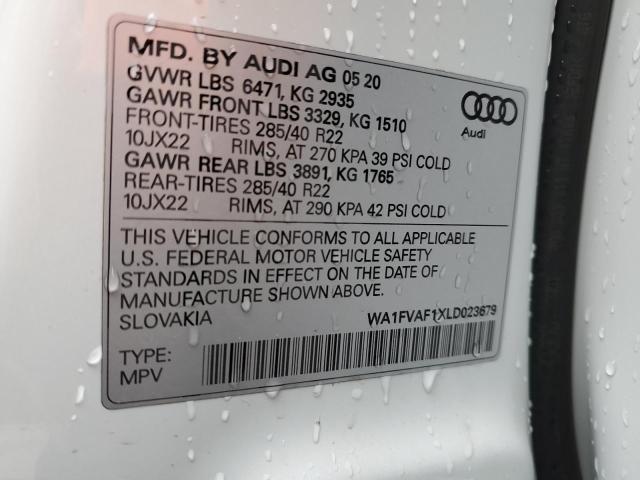 MFD. BY AUDI AG 05 20
GVWR LBS 6471, KG 2935
GAWR FRONT LBS 3329, KG 1510
FRONT-TIRES 285/40 R22
10JX22 RIMS, AT 270 KPA 39 PSI COLD
GAWR REAR LBS 3891, KG 1765
REAR-TIRES 285/40 R22
10JX22 RIMS, AT 290 KPA 42 PSI COLD
Audi
THIS VEHICLE CONFORMS TO ALL APPLICABLE
U.S. FEDERAL MOTOR VEHICLE SAFETY
STANDARDS IN EFFECT ON THE DATE OF
MANUFACTURE SHOWN ABOVE.
SLOVAKIA WA1FVAF1XLD023679
TYPE:
MPV